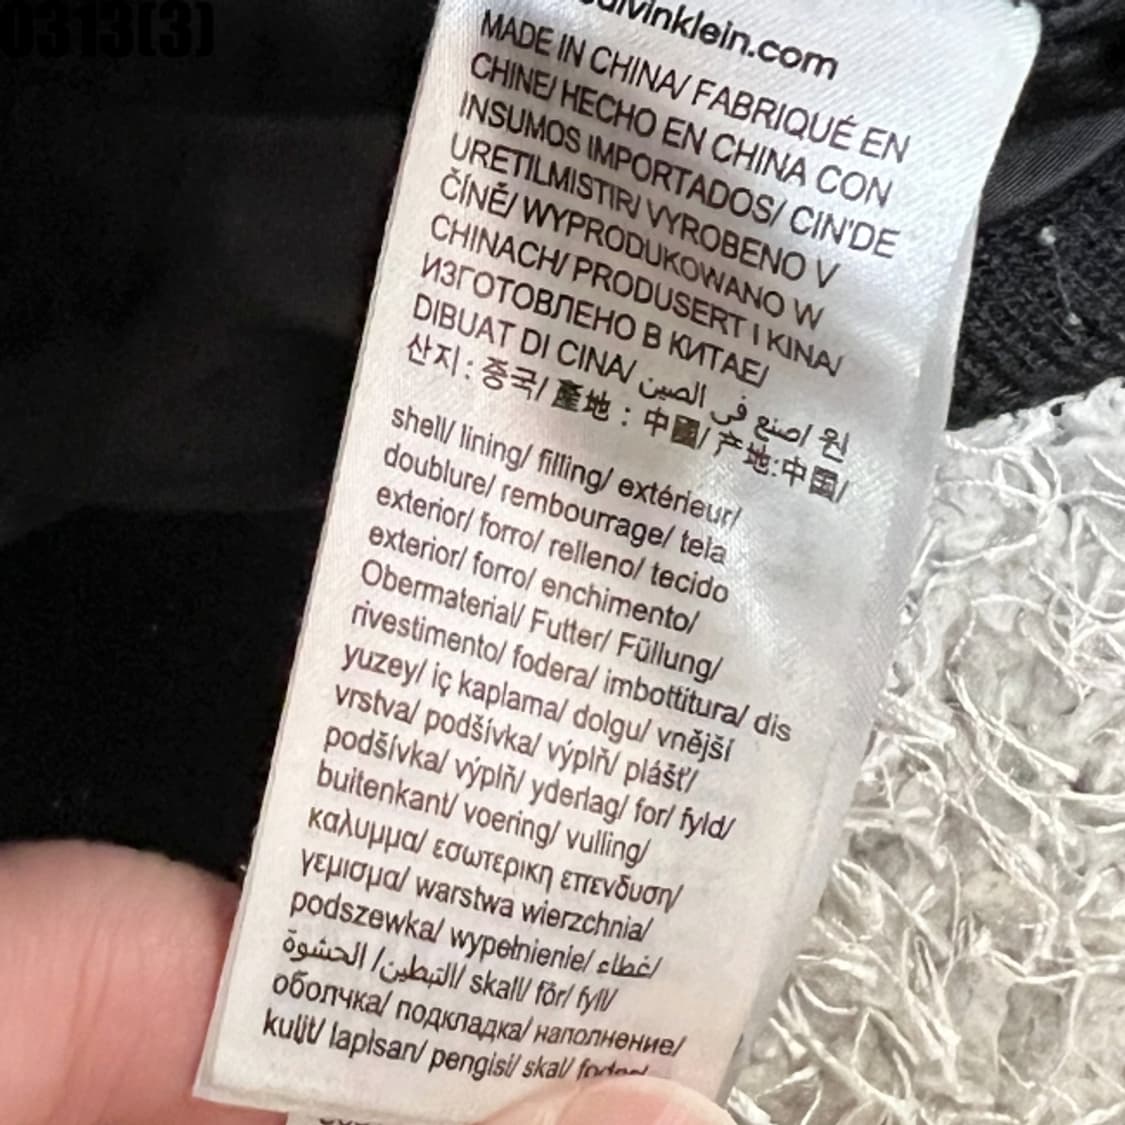 0313(3)
calvinklein.com
MADE IN CHINA/ FABRIQUÉ EN
CHINE/ HECHO EN CHINA CON
INSUMOS IMPORTADOS/ CIN'DE
URETILMISTIR/ VYROBENO V
ČÍNĚ/ WYPRODUKOWANO W
CHINACH/ PRODUSERT I KINA/
ИЗГОТОВЛЕНО В КИТАЕ/
DIBUAT DI CINA/ صنع في الصين/ 원
산지 : 중국/ 產地 : 中國/ 产地:中国/
shell/ lining/ filling/ extérieur/
doublure/ rembourrage/ tela
exterior/ forro/ relleno/ tecido
exterior/ forro/ enchimento/
Obermaterial/ Futter/ Füllung/
rivestimento/ fodera/ imbottitura/ dis
yuzey/ iç kaplama/ dolgu/ vnější
vrstva/ podšívka/ výplň/ plášť/
podšívka/ výplň/ yderlag/ for/ fyld/
buitenkant/ voering/ vulling/
καλυμμα/ εσωτερικη επενδυση/
γεμισμα/ warstwa wierzchnia/
podszewka/ wypełnienie/ غطاء/
التبطين/ الحشوة/ skall/ fôr/ fyll/
оболчка/ подкладка/ наполнение/
kulit/ lapisan/ pengisi/ skal/